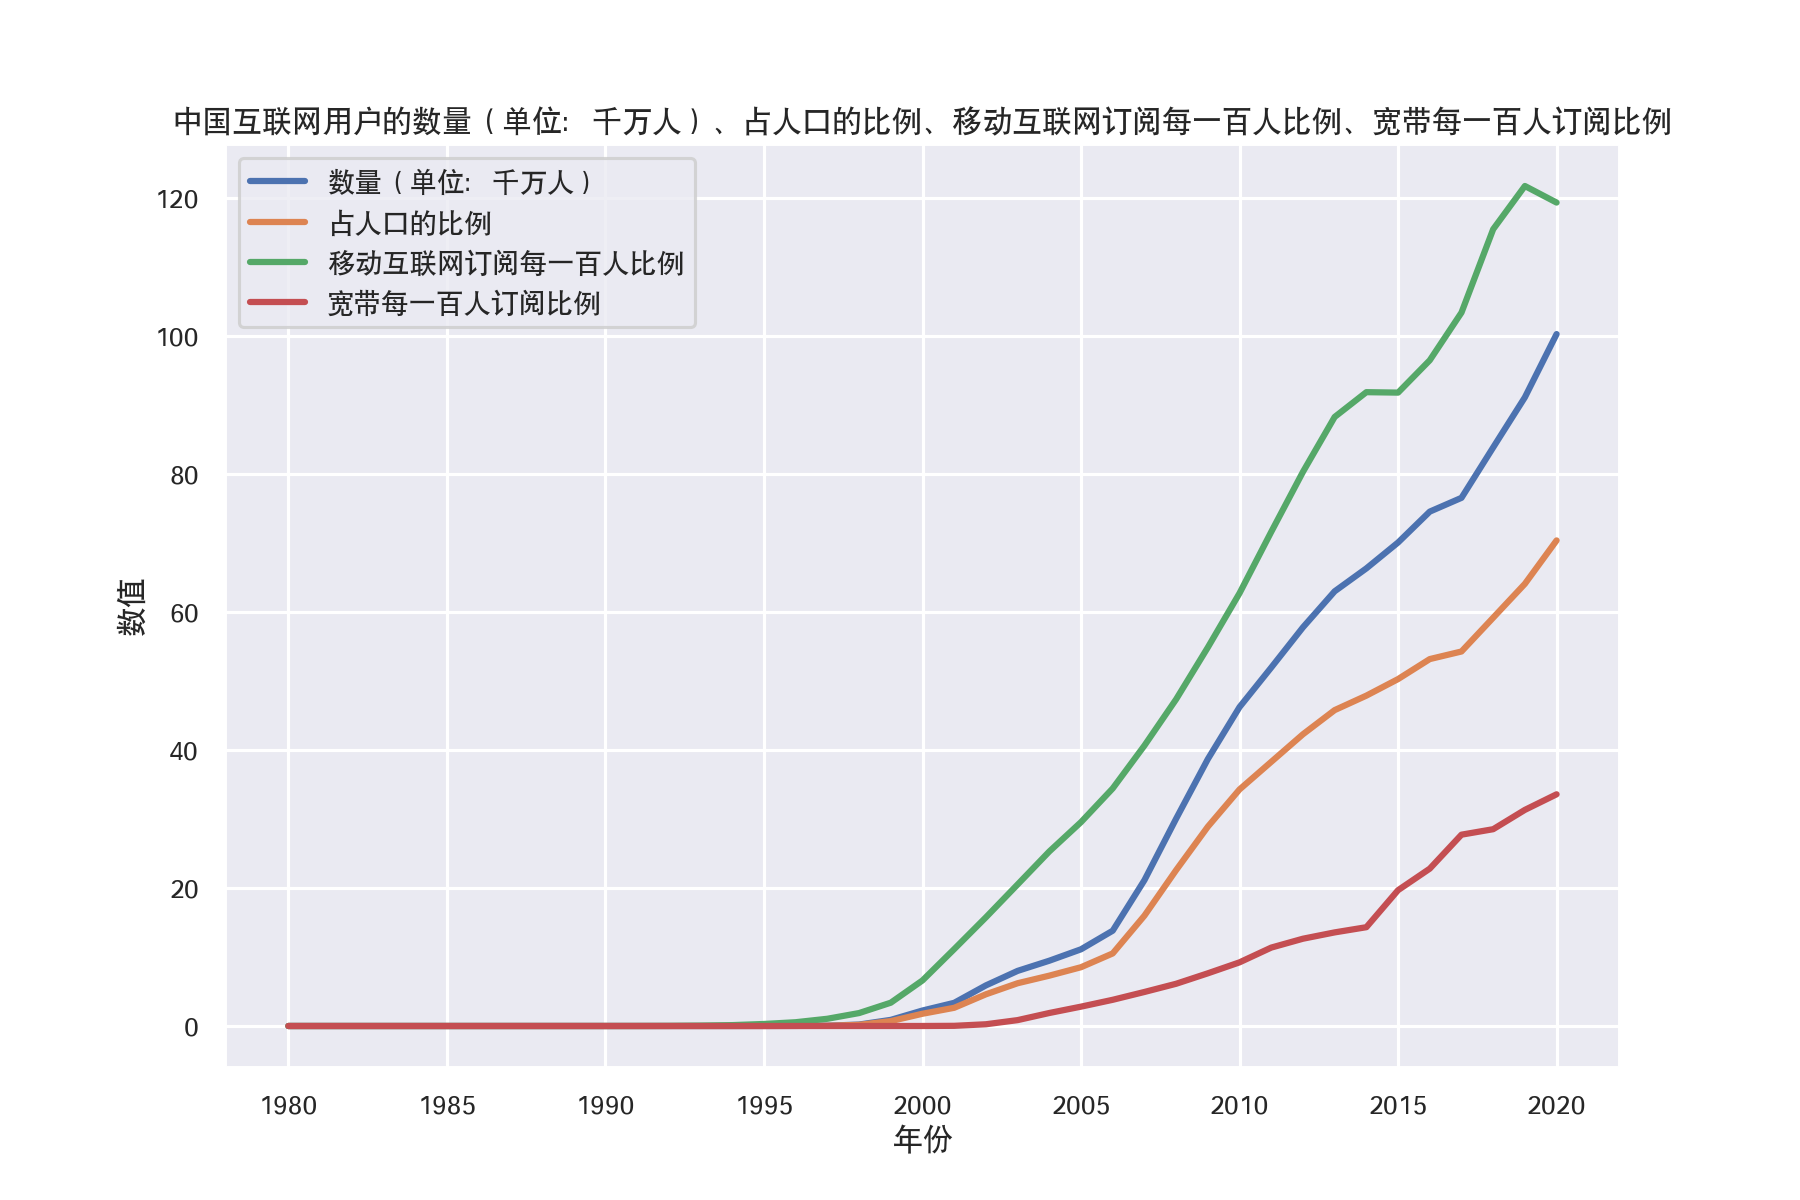 中国互联网用户的数量（单位: 千万人）、占人口的比例、移动互联网订阅每一百人比例、宽带每一百人订阅比例
数量（单位: 千万人）
占人口的比例
移动互联网订阅每一百人比例
宽带每一百人订阅比例
120
100
80
60
40
20
0
数值
1980 1985 1990 1995 2000 2005 2010 2015 2020
年份